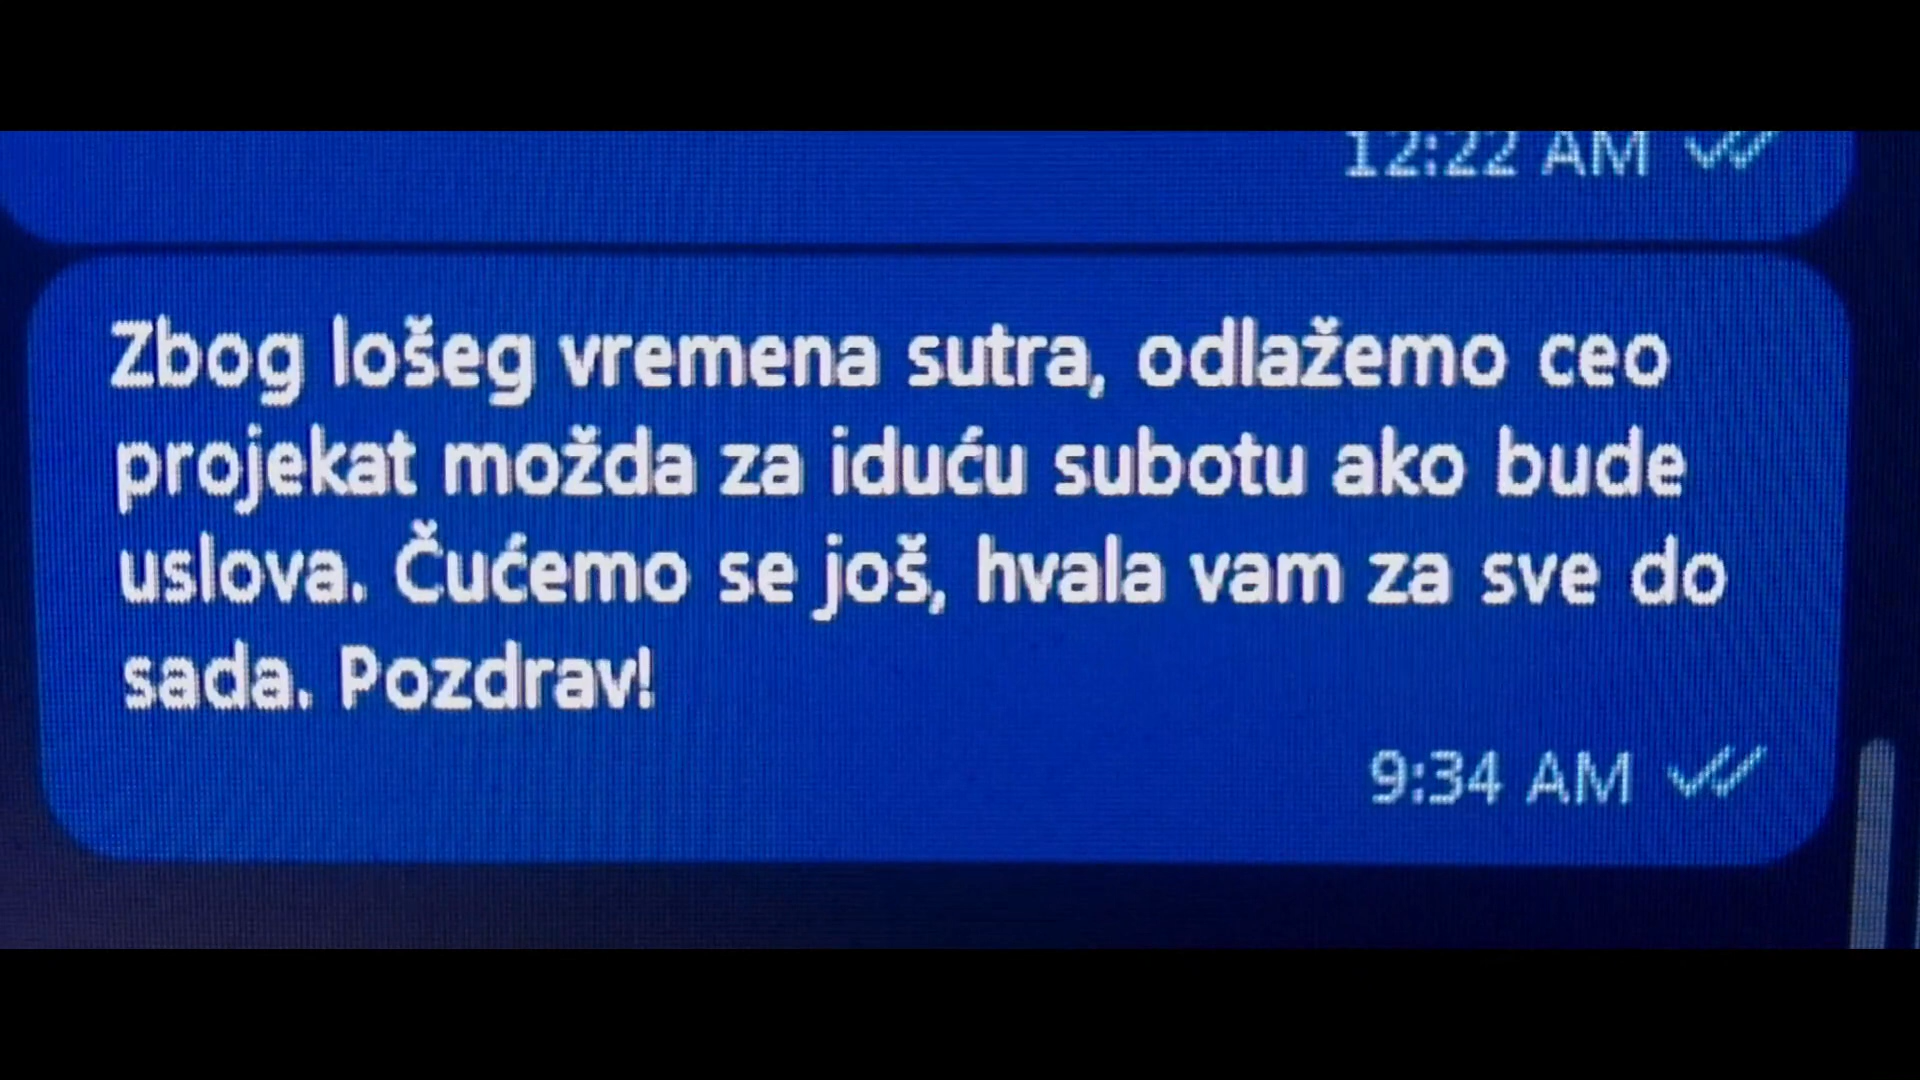 12:22 AM
Zbog lošeg vremena sutra, odlažemo ceo
projekat možda za iduću subotu ako bude
uslova. Čućemo se još, hvala vam za sve do
sada. Pozdrav!
9:34 AM